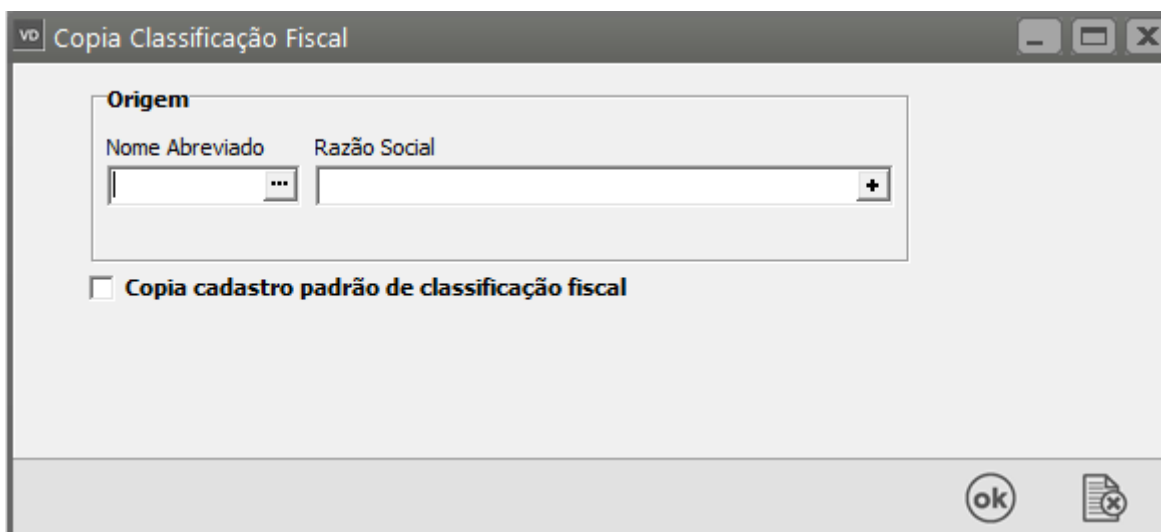 VD Copia Classificação Fiscal
Origem
Nome Abreviado Razão Social
Copia cadastro padrão de classificação fiscal
ok